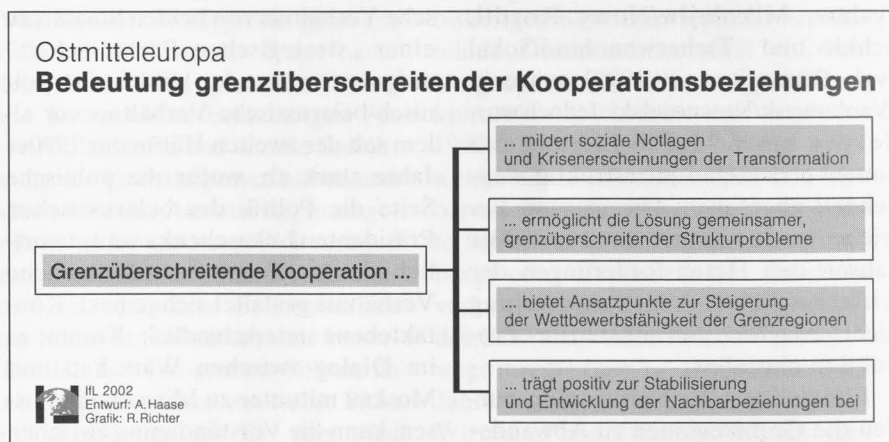 Ostmitteleuropa
Bedeutung grenzüberschreitender Kooperationsbeziehungen
... mildert soziale Notlagen
und Krisenerscheinungen der Transformation
... ermöglicht die Lösung gemeinsamer,
grenzüberschreitender Strukturprobleme
Grenzüberschreitende Kooperation ...
... bietet Ansatzpunkte zur Steigerung
der Wettbewerbsfähigkeit der Grenzregionen
... trägt positiv zur Stabilisierung
und Entwicklung der Nachbarbeziehungen bei
IfL 2002
Entwurf: A. Haase
Grafik: R. Richter